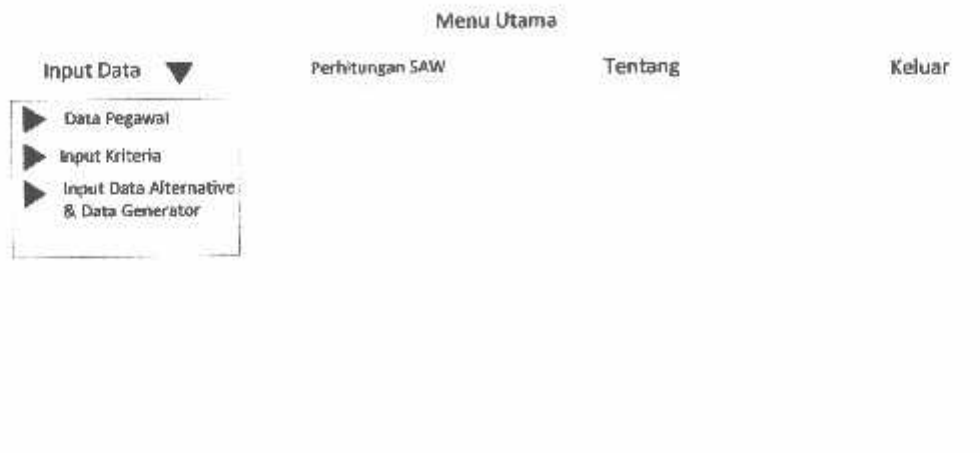 Menu Utama
Input Data
Perhitungan SAW
Tentang
Keluar
Data Pegawai
Input Kriteria
Input Data Alternative
& Data Generator